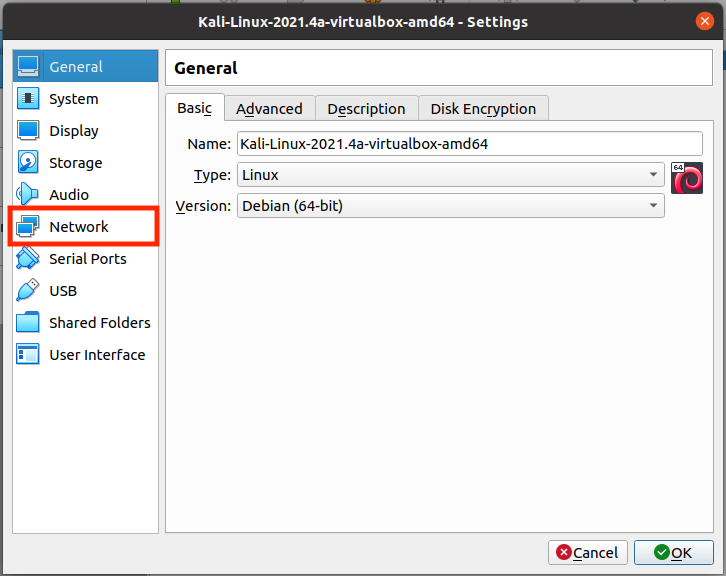 Kali-Linux-2021.4a-virtualbox-amd64 - Settings
General
System
Display
Storage
Audio
Network
Serial Ports
USB
Shared Folders
User Interface
General
Basic Advanced Description Disk Encryption
Name: Kali-Linux-2021.4a-virtualbox-amd64
Type: Linux
64
Version: Debian (64-bit)
Cancel OK